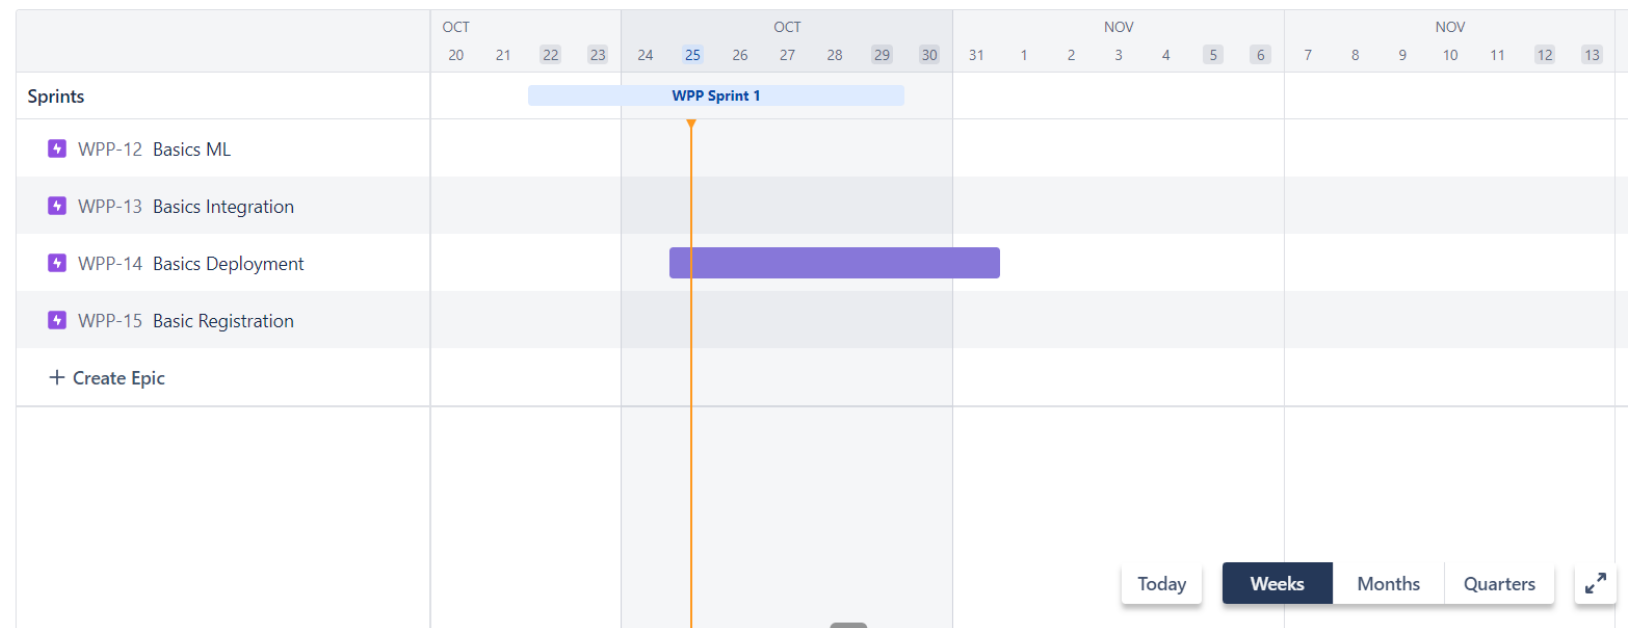 OCT OCT NOV NOV
20 21 22 23 24 25 26 27 28 29 30 31 1 2 3 4 5 6 7 8 9 10 11 12 13
Sprints WPP Sprint 1
WPP-12 Basics ML
WPP-13 Basics Integration
WPP-14 Basics Deployment
WPP-15 Basic Registration
+ Create Epic
Today Weeks Months Quarters